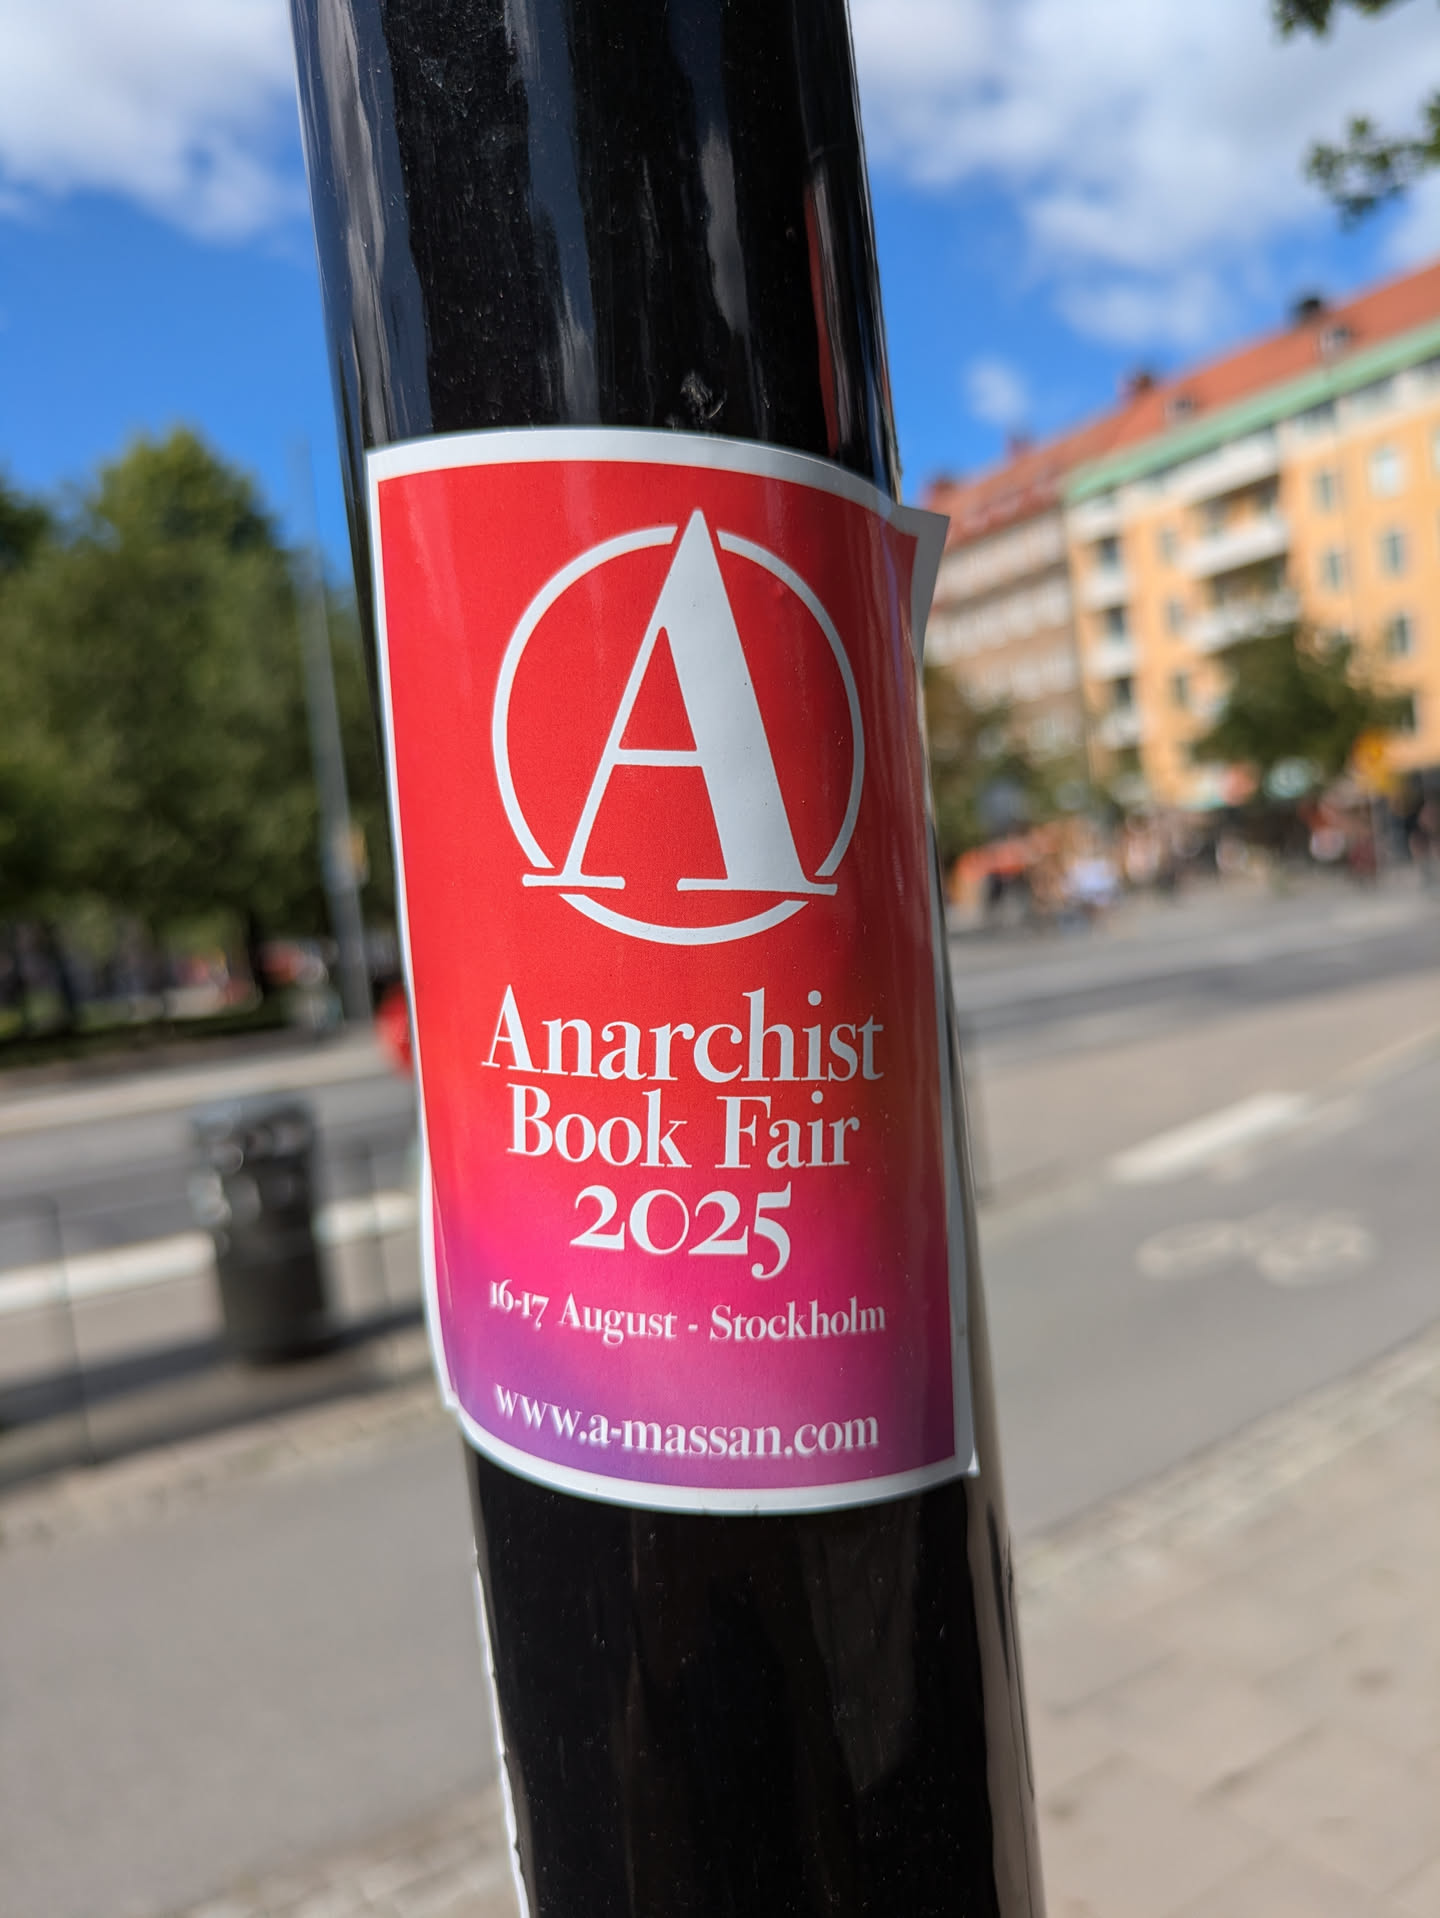 A
Anarchist
Book Fair
2025
16-17 August - Stockholm
www.a-massan.com